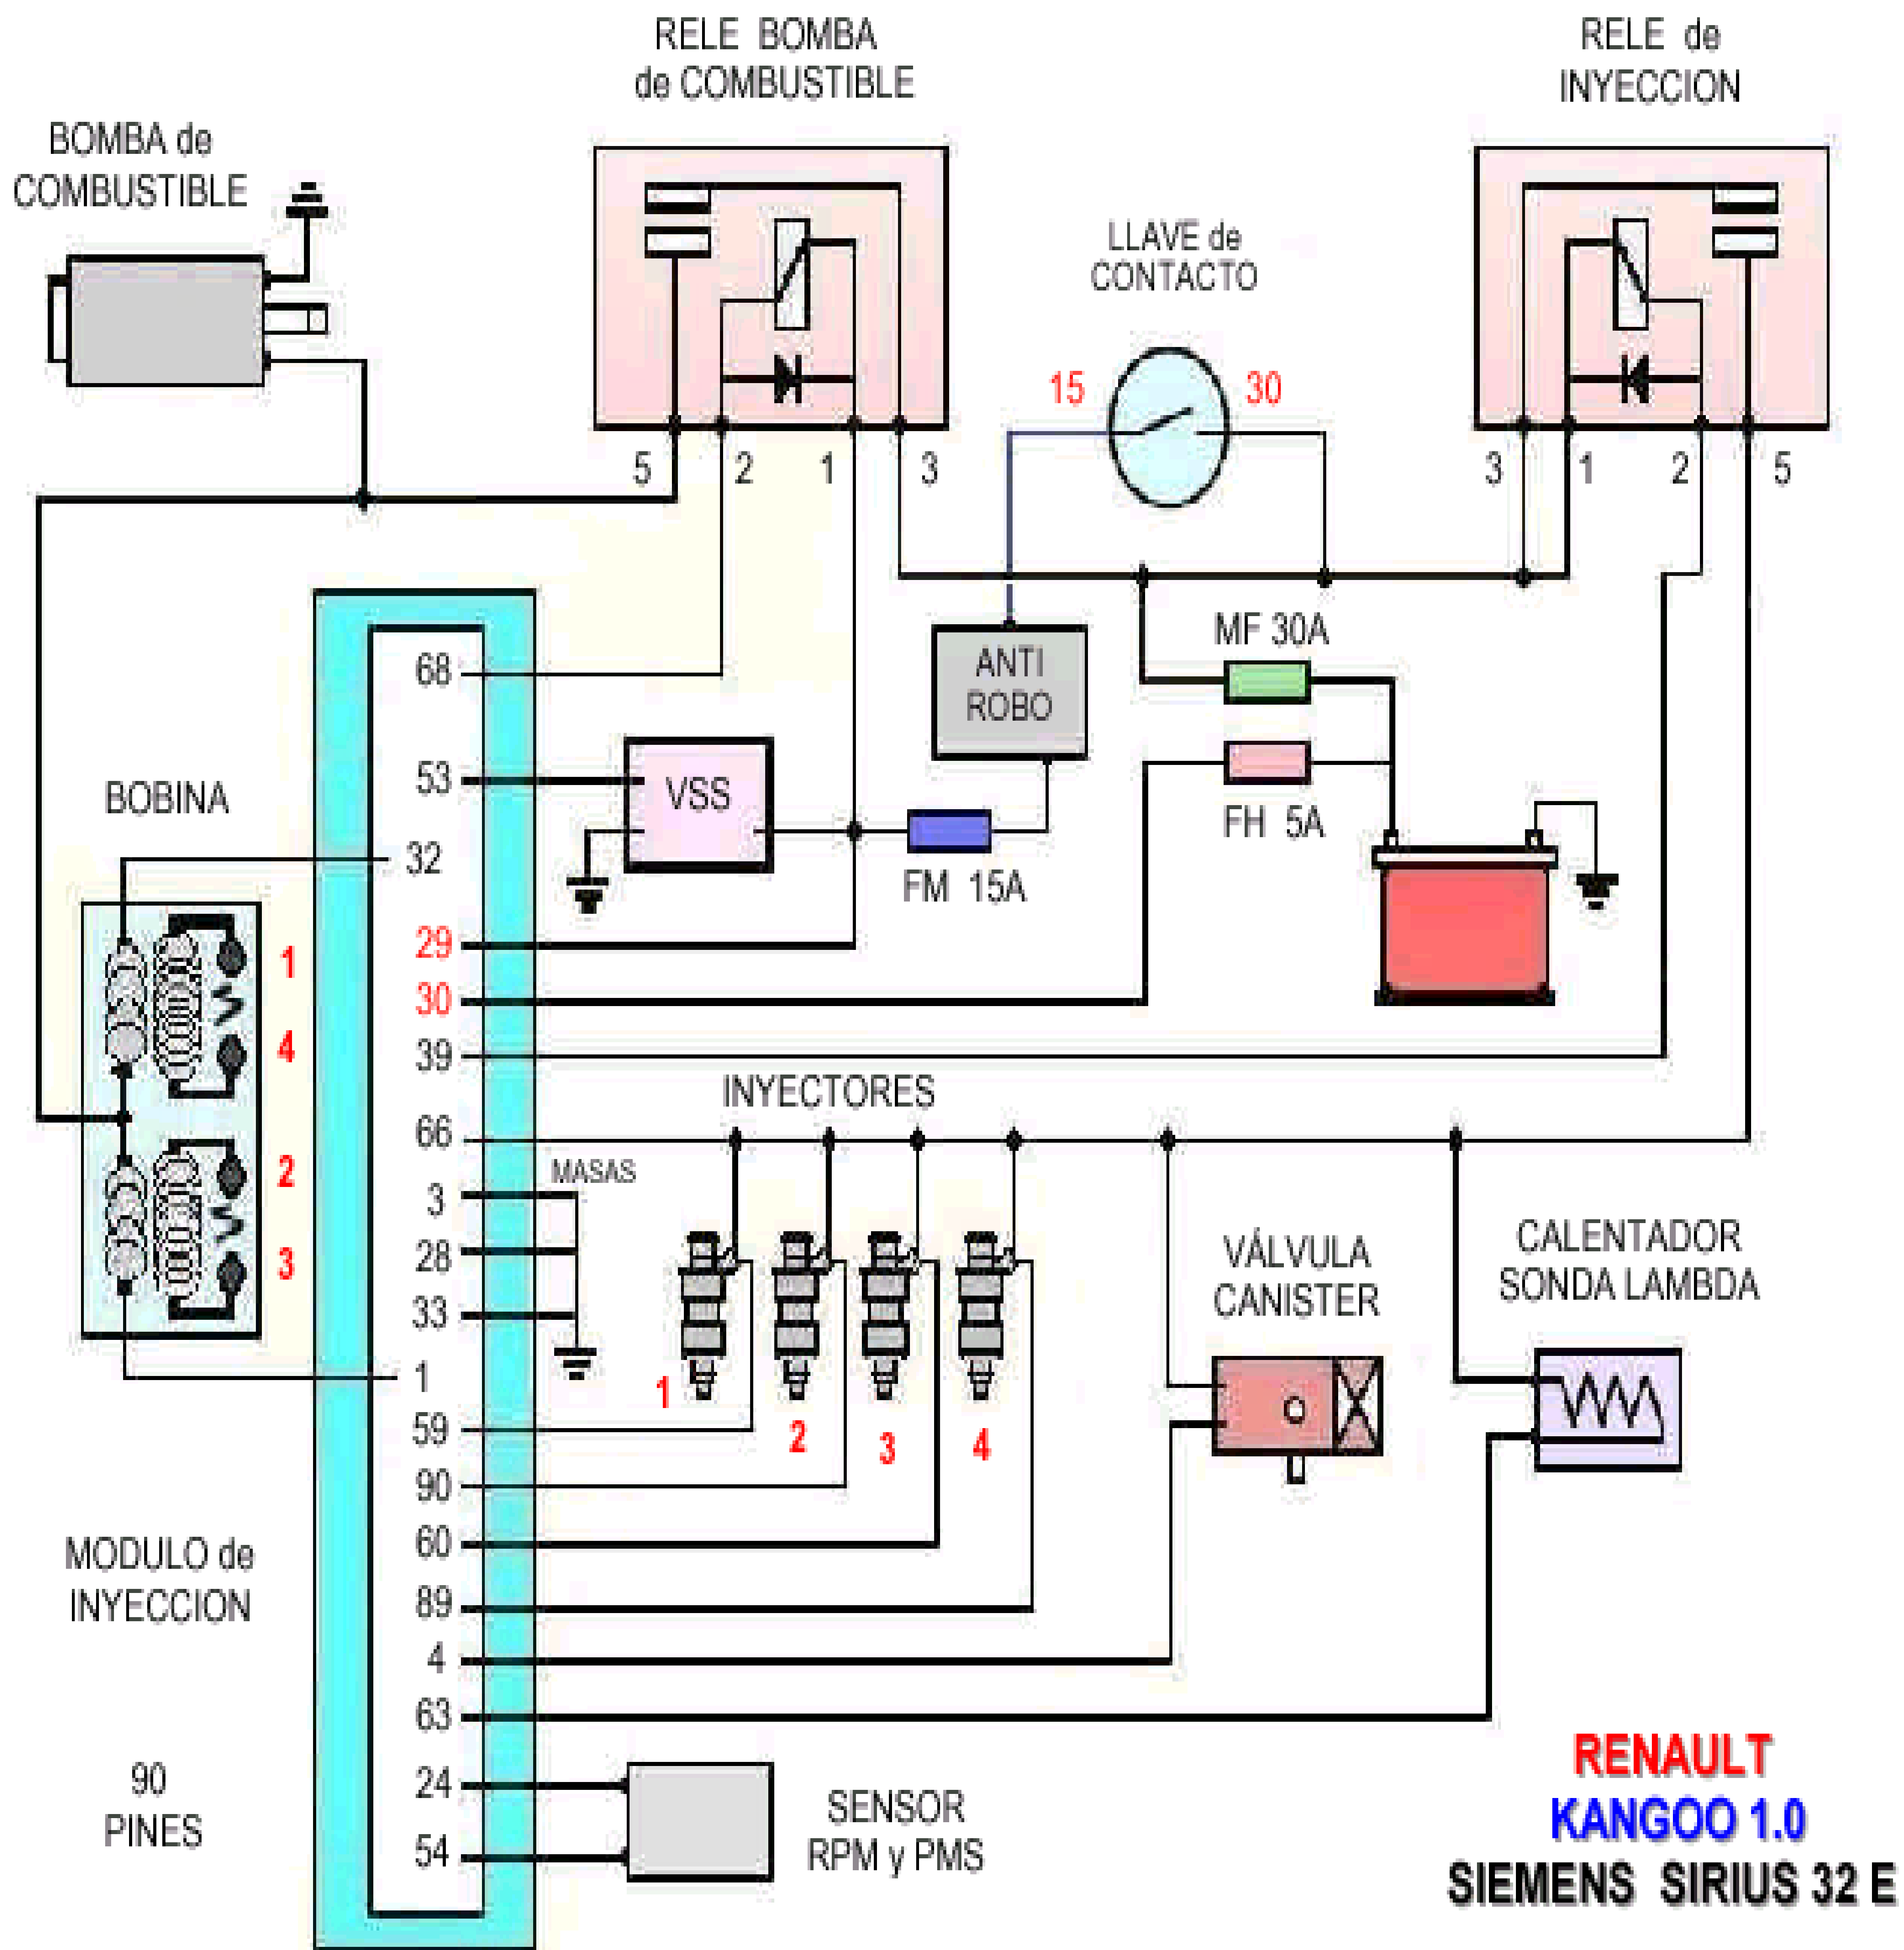 RELE BOMBA
de COMBUSTIBLE
RELE de
INYECCION
BOMBA de
COMBUSTIBLE
LLAVE de
CONTACTO
15
30
5
2
1
3
3
1
2
5
MF 30A
ANTI
ROBO
68
53
VSS
FH 5A
BOBINA
32
FM 15A
29
1
30
4
39
INYECTORES
66
MASAS
2
3
28
3
33
VÁLVULA
CANISTER
CALENTADOR
SONDA LAMBDA
1
1
59
2
3
4
90
MODULO de
INYECCION
60
89
4
63
90
PINES
24
54
SENSOR
RPM y PMS
RENAULT
KANGOO 1.0
SIEMENS SIRIUS 32 E